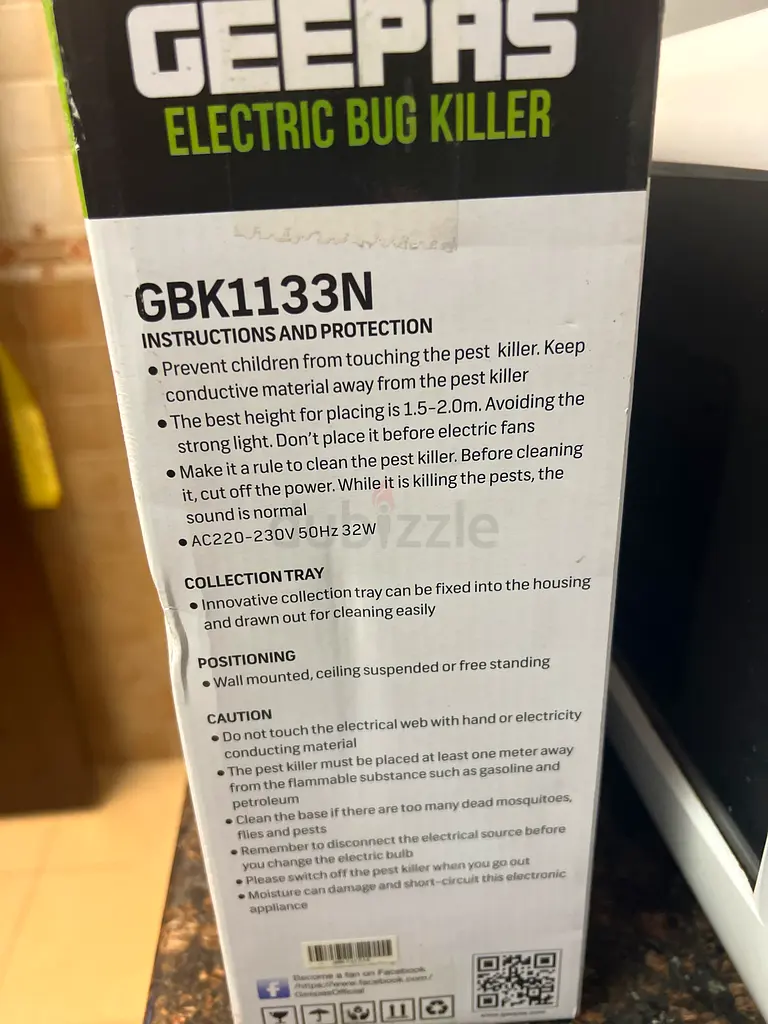 GEEPAS
ELECTRIC BUG KILLER
GBK1133N
INSTRUCTIONS AND PROTECTION
• Prevent children from touching the pest killer. Keep
conductive material away from the pest killer
• The best height for placing is 1.5-2.0m. Avoiding the
strong light. Don't place it before electric fans
• Make it a rule to clean the pest killer. Before cleaning
it, cut off the power. While it is killing the pests, the
sound is normal
• AC220-230V 50Hz 32W
dubizzle
COLLECTION TRAY
• Innovative collection tray can be fixed into the housing
and drawn out for cleaning easily
POSITIONING
• Wall mounted, ceiling suspended or free standing
CAUTION
• Do not touch the electrical web with hand or electricity
conducting material
• The pest killer must be placed at least one meter away
from the flammable substance such as gasoline and
petroleum
• Clean the base if there are too many dead mosquitoes,
flies and pests
• Remember to disconnect the electrical source before
you change the electric bulb
• Please switch off the pest killer when you go out
• Moisture can damage and short-circuit this electronic
appliance
Become a fan on Facebook
/https://www.facebook.com/
GeepasOfficial
www.geepas.com